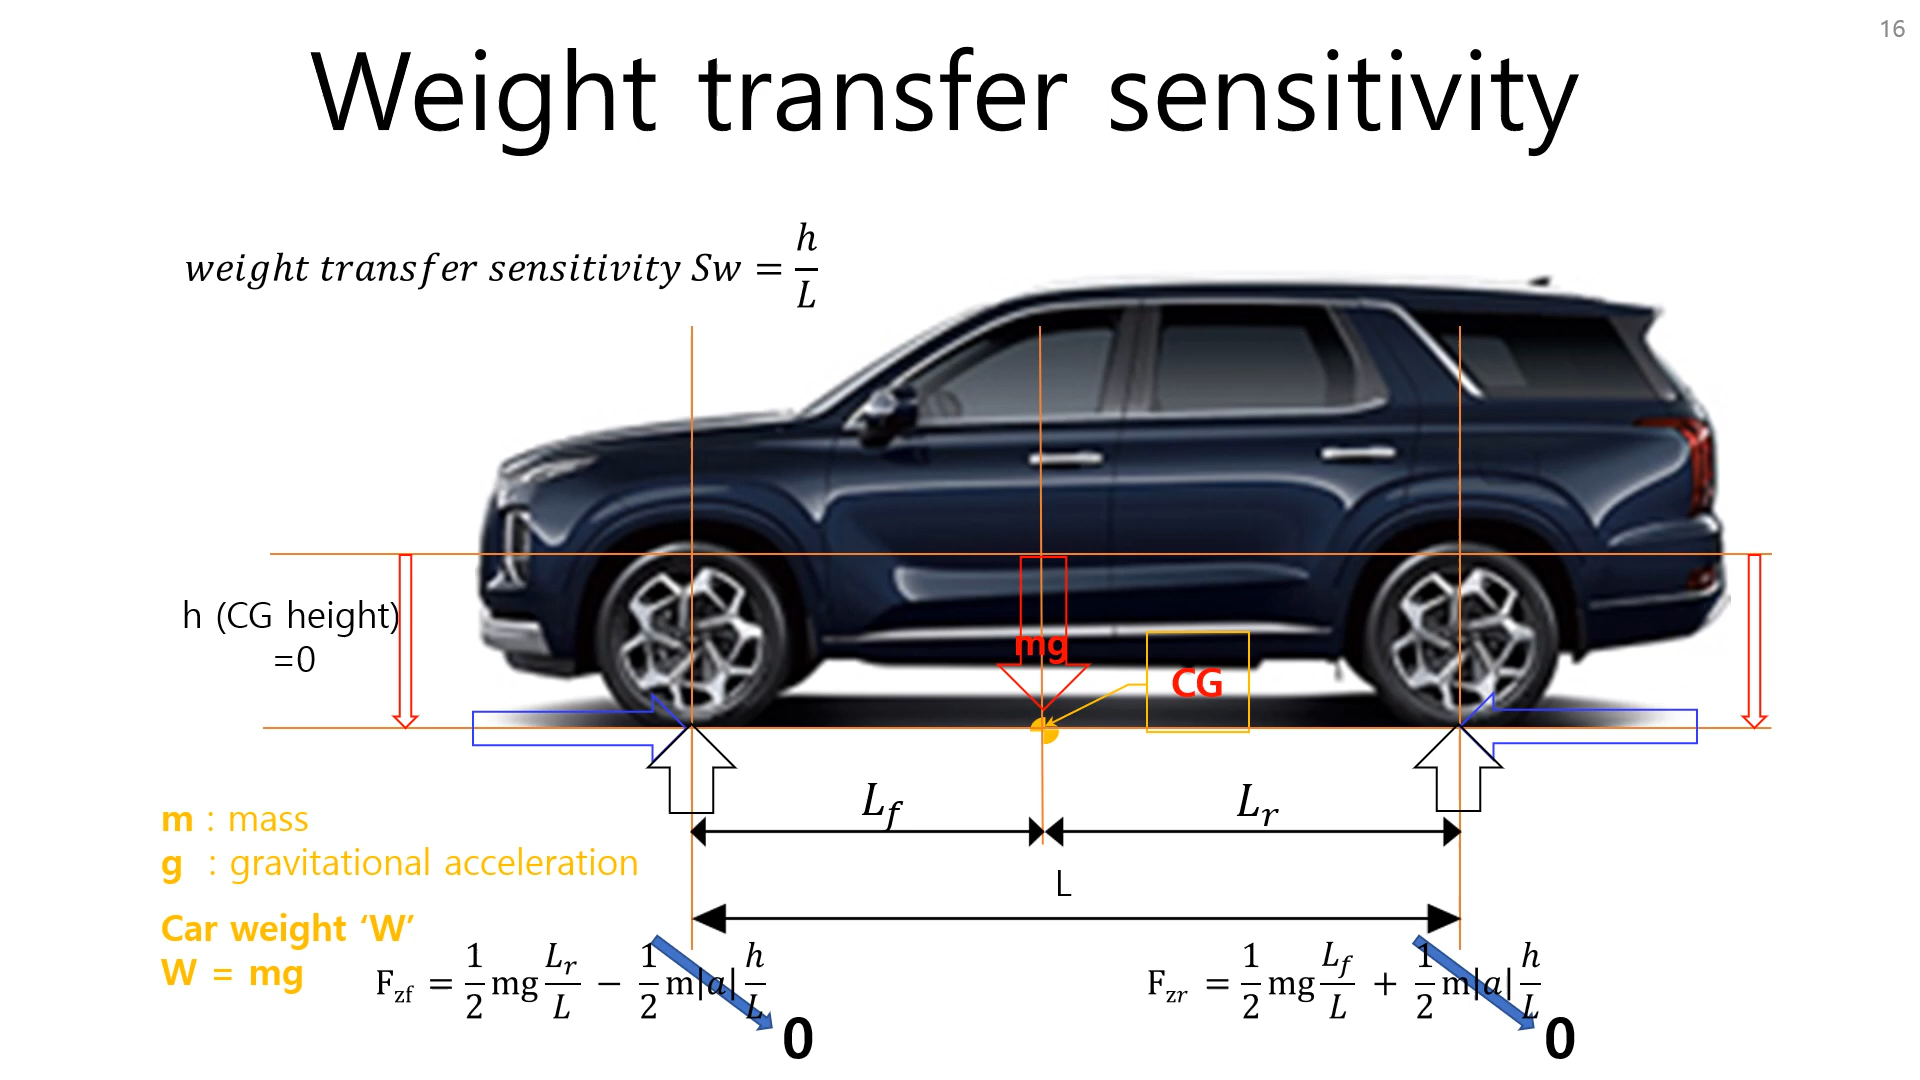 16
Weight transfer sensitivity
weight transfer sensitivity Sw = h/L
h (CG height)
=0
mg
CG
L_f
L_r
L
m : mass
g : gravitational acceleration
Car weight ‘W’
W = mg
F_zf = 1/2 mg L_r/L − 1/2 m|a| h/L
0
F_zr = 1/2 mg L_f/L + 1/2 m|a| h/L
0